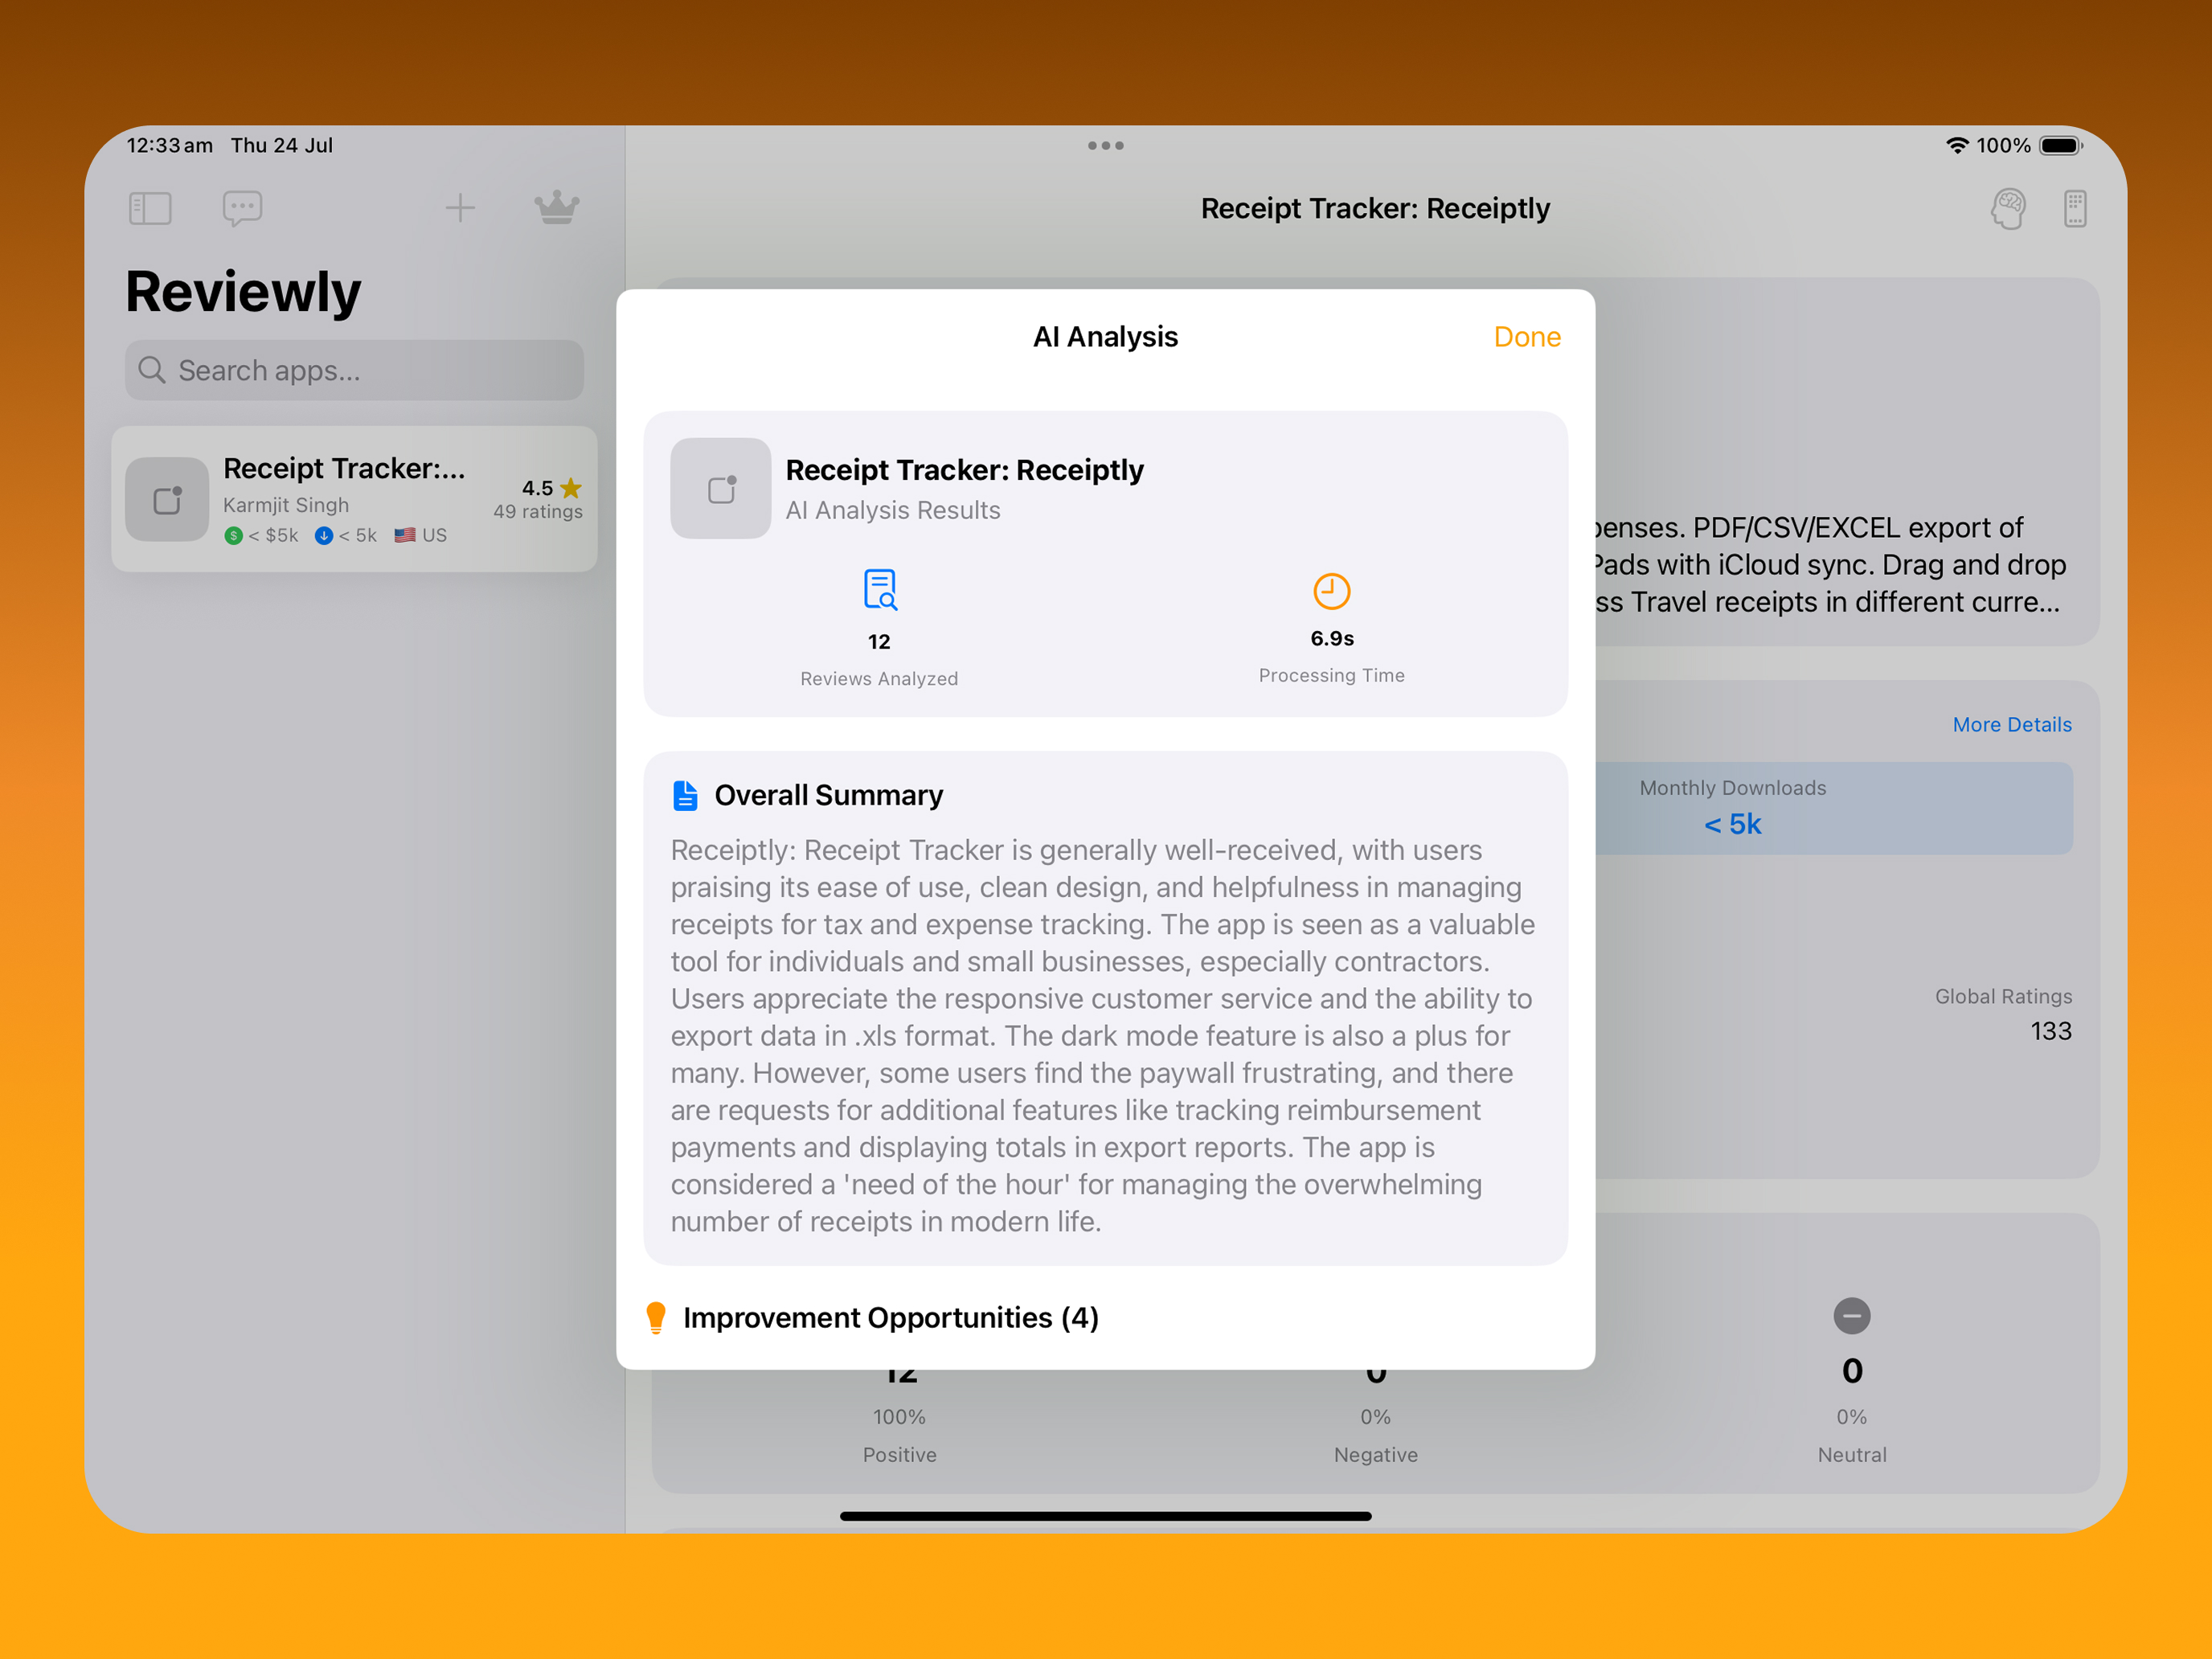 12:33 am Thu 24 Jul
100%
Reviewly
Search apps...
Receipt Tracker:...
Karmjit Singh
4.5
49 ratings
< $5k < 5k US
Receipt Tracker: Receiptly
AI Analysis
Done
Receipt Tracker: Receiptly
AI Analysis Results
12
Reviews Analyzed
6.9s
Processing Time
Overall Summary
Receiptly: Receipt Tracker is generally well-received, with users
praising its ease of use, clean design, and helpfulness in managing
receipts for tax and expense tracking. The app is seen as a valuable
tool for individuals and small businesses, especially contractors.
Users appreciate the responsive customer service and the ability to
export data in .xls format. The dark mode feature is also a plus for
many. However, some users find the paywall frustrating, and there
are requests for additional features like tracking reimbursement
payments and displaying totals in export reports. The app is
considered a 'need of the hour' for managing the overwhelming
number of receipts in modern life.
Improvement Opportunities (4)
penses. PDF/CSV/EXCEL export of
Pads with iCloud sync. Drag and drop
ss Travel receipts in different curre...
More Details
Monthly Downloads
< 5k
Global Ratings
133
12
100%
Positive
0
0%
Negative
0
0%
Neutral